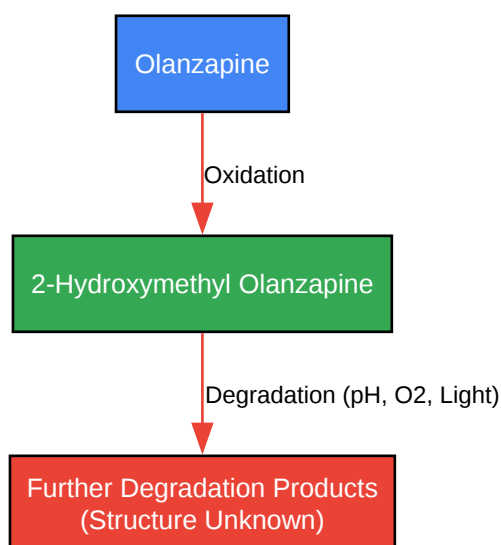 Olanzapine
Oxidation
2-Hydroxymethyl Olanzapine
Degradation (pH, O2, Light)
Further Degradation Products
(Structure Unknown)